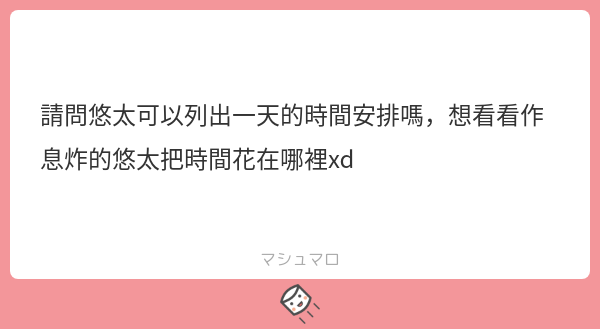 請問悠太可以列出一天的時間安排嗎，想看看作
息炸的悠太把時間花在哪裡xd
マシュマロ